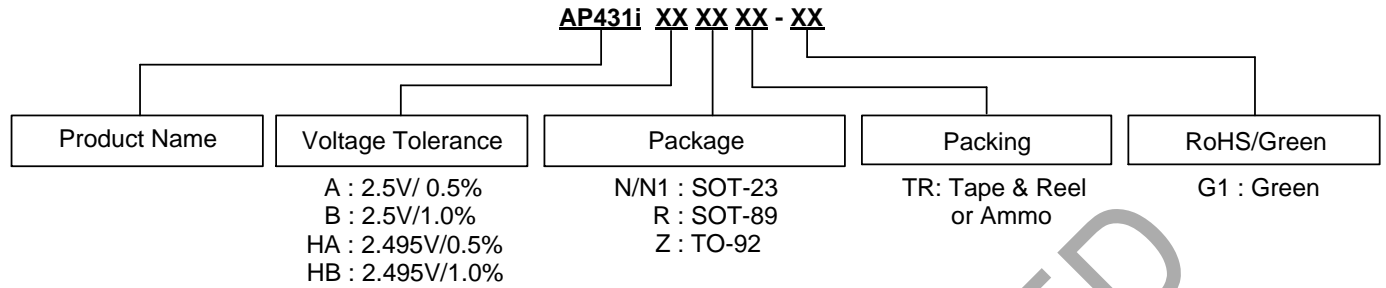 AP431i XX XX XX - XX
Product Name
Voltage Tolerance
Package
Packing
RoHS/Green
A : 2.5V/ 0.5%
B : 2.5V/1.0%
HA : 2.495V/0.5%
HB : 2.495V/1.0%
N/N1 : SOT-23
R : SOT-89
Z : TO-92
TR: Tape & Reel
or Ammo
G1 : Green